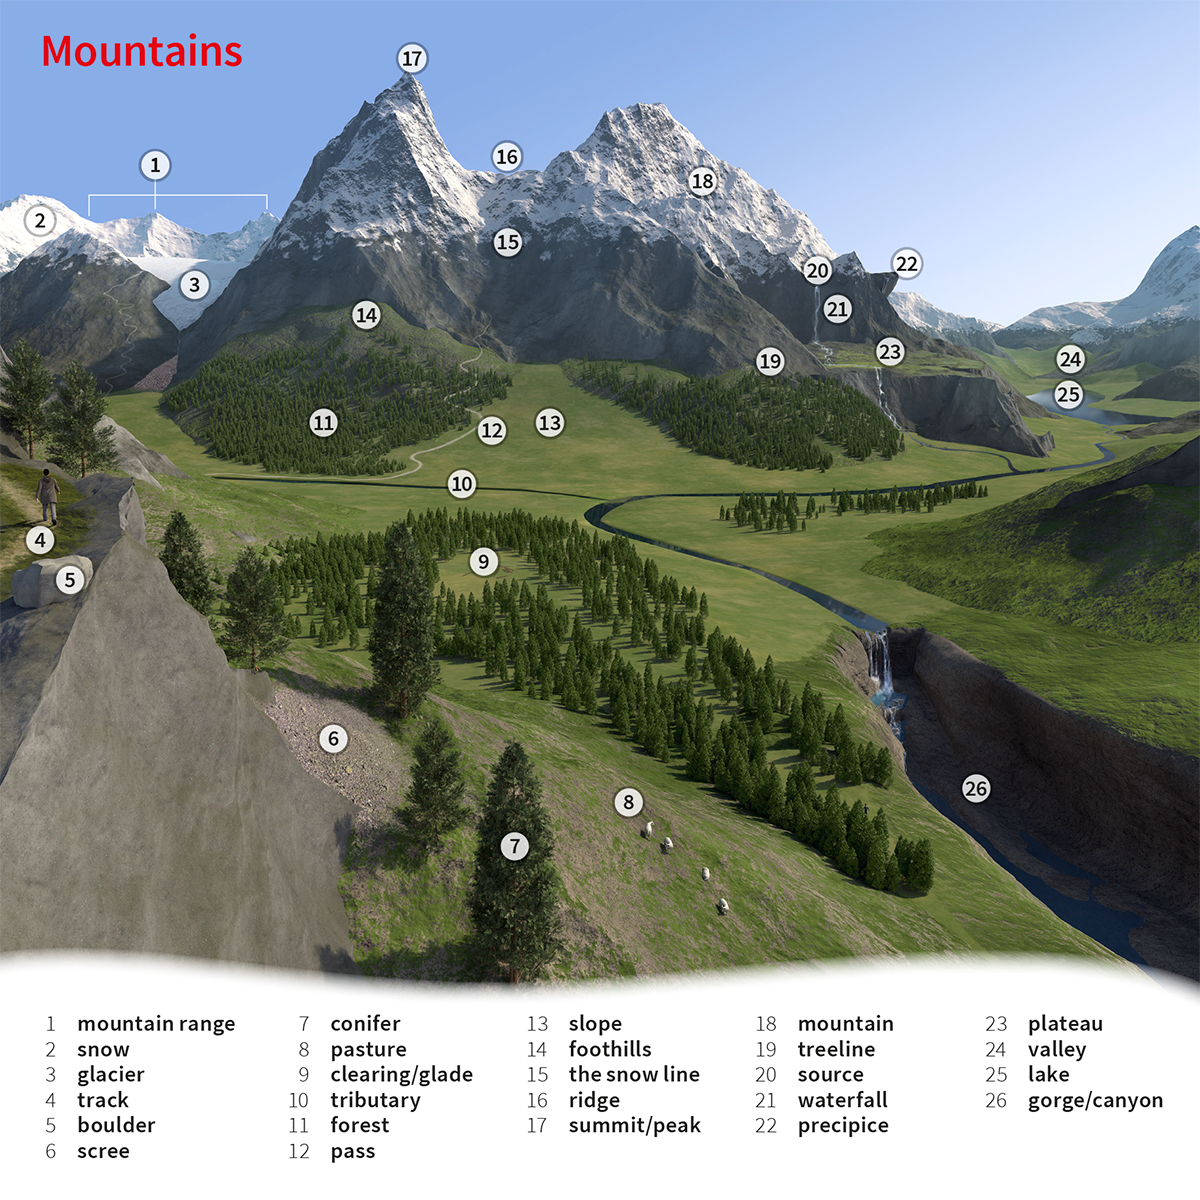 Mountains
17
16
1
18
2
15
22
20
3
21
14
23
24
19
25
11
13
12
10
4
9
5
6
26
8
7
1 mountain range
2 snow
3 glacier
4 track
5 boulder
6 scree
7 conifer
8 pasture
9 clearing/glade
10 tributary
11 forest
12 pass
13 slope
14 foothills
15 the snow line
16 ridge
17 summit/peak
18 mountain
19 treeline
20 source
21 waterfall
22 precipice
23 plateau
24 valley
25 lake
26 gorge/canyon